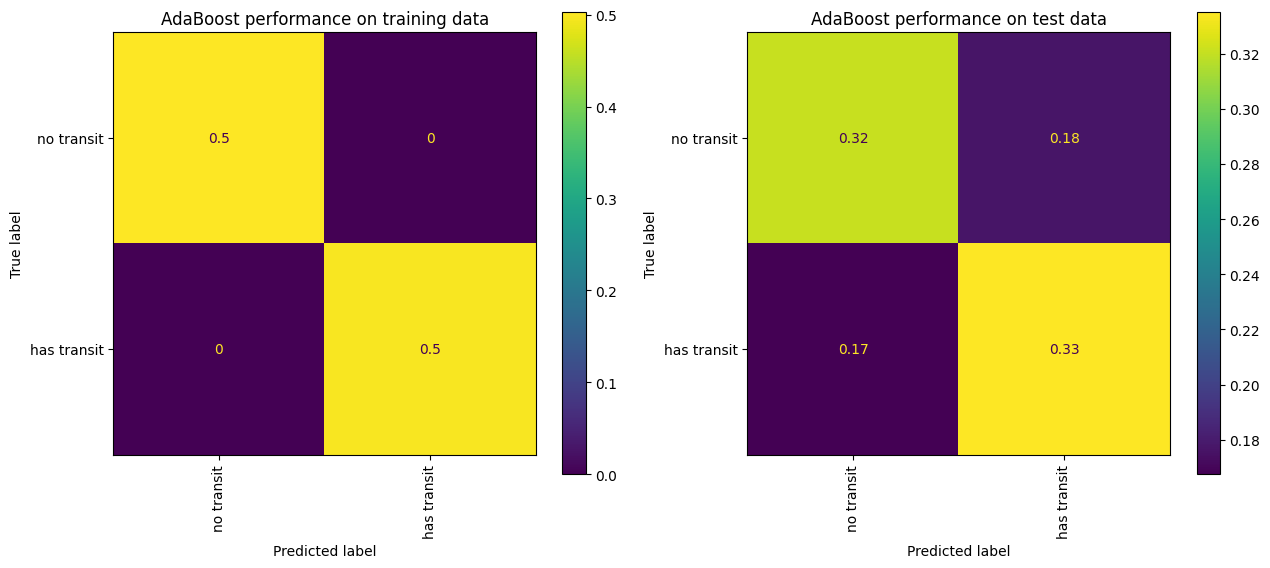 AdaBoost performance on training data
True label
no transit
has transit
0.5
0
0
0.5
no transit
has transit
Predicted label
0.5
0.4
0.3
0.2
0.1
0.0
AdaBoost performance on test data
True label
no transit
has transit
0.32
0.18
0.17
0.33
no transit
has transit
Predicted label
0.32
0.30
0.28
0.26
0.24
0.22
0.20
0.18